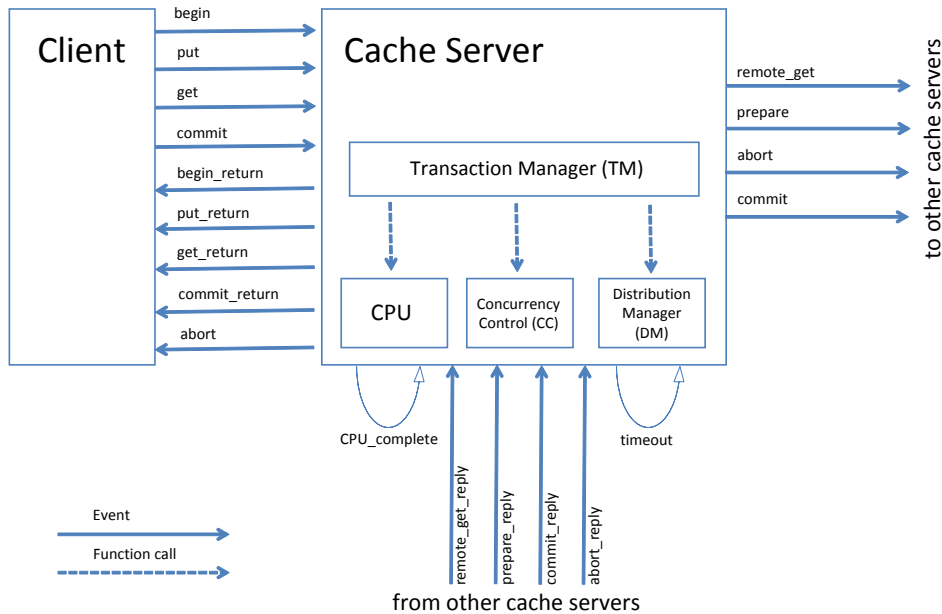 Client
begin
put
get
commit
begin_return
put_return
get_return
commit_return
abort
Cache Server
Transaction Manager (TM)
CPU
Concurrency
Control (CC)
Distribution
Manager
(DM)
remote_get
prepare
abort
commit
to other cache servers
CPU_complete
timeout
remote_get_reply
prepare_reply
commit_reply
abort_reply
from other cache servers
Event
Function call